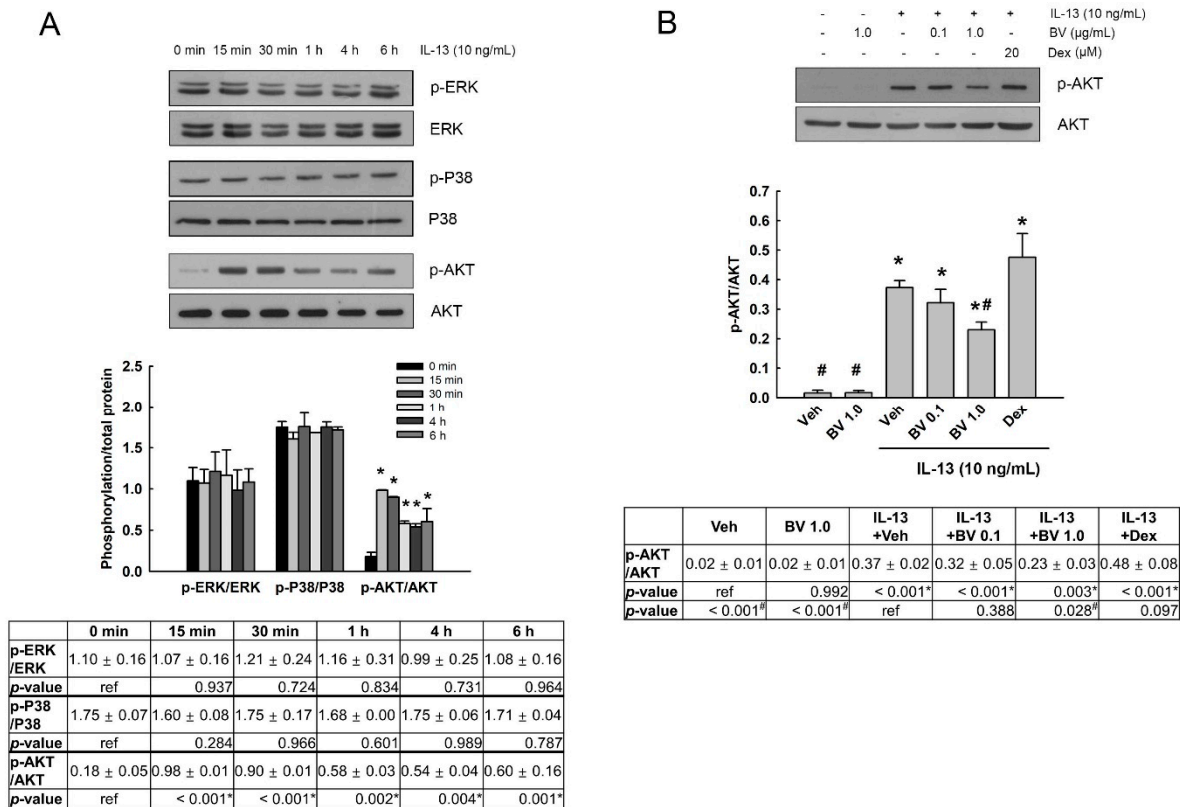 A
0 min 15 min 30 min 1 h 4 h 6 h IL-13 (10 ng/mL)
p-ERK
ERK
p-P38
P38
p-AKT
AKT
Phosphorylation/total protein
2.5
2.0
1.5
1.0
0.5
0.0
0 min
15 min
30 min
1 h
4 h
6 h
* * * * *
p-ERK/ERK p-P38/P38 p-AKT/AKT
0 min 15 min 30 min 1 h 4 h 6 h
p-ERK /ERK 1.10 ± 0.16 1.07 ± 0.16 1.21 ± 0.24 1.16 ± 0.31 0.99 ± 0.25 1.08 ± 0.16
p-value ref 0.937 0.724 0.834 0.731 0.964
p-P38 /P38 1.75 ± 0.07 1.60 ± 0.08 1.75 ± 0.17 1.68 ± 0.00 1.75 ± 0.06 1.71 ± 0.04
p-value ref 0.284 0.966 0.601 0.989 0.787
p-AKT /AKT 0.18 ± 0.05 0.98 ± 0.01 0.90 ± 0.01 0.58 ± 0.03 0.54 ± 0.04 0.60 ± 0.16
p-value ref < 0.001* < 0.001* 0.002* 0.004* 0.001*
B
- - + + + + IL-13 (10 ng/mL)
- 1.0 - 0.1 1.0 - BV (µg/mL)
- - - - - 20 Dex (µM)
p-AKT
AKT
p-AKT/AKT
0.7
0.6
0.5
0.4
0.3
0.2
0.1
0.0
# # * * *# *
Veh BV 1.0 Veh BV 0.1 BV 1.0 Dex
IL-13 (10 ng/mL)
Veh BV 1.0 IL-13 +Veh IL-13 +BV 0.1 IL-13 +BV 1.0 IL-13 +Dex
p-AKT /AKT 0.02 ± 0.01 0.02 ± 0.01 0.37 ± 0.02 0.32 ± 0.05 0.23 ± 0.03 0.48 ± 0.08
p-value ref 0.992 < 0.001* < 0.001* 0.003* < 0.001*
p-value < 0.001# < 0.001# ref 0.388 0.028# 0.097